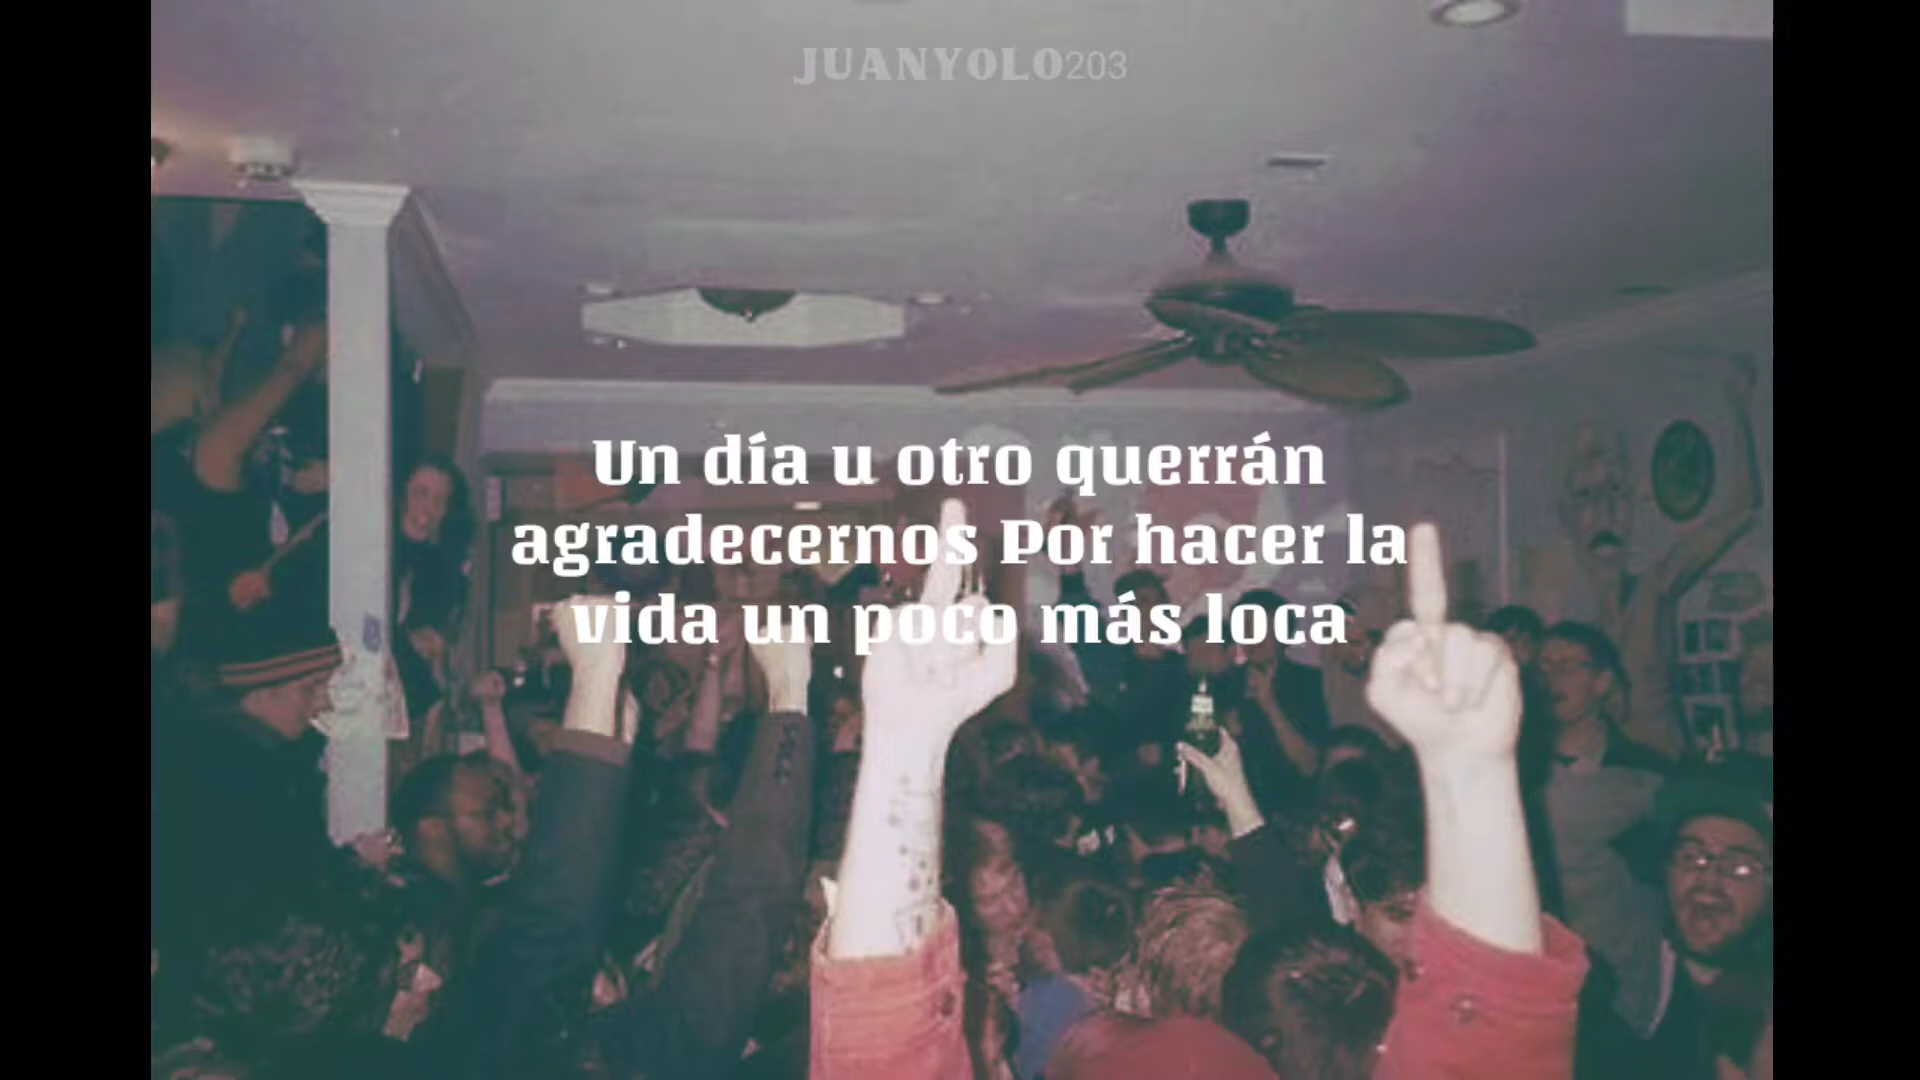 JUANYOLO203
Un día u otro querrán
agradecernos Por hacer la
vida un poco más loca